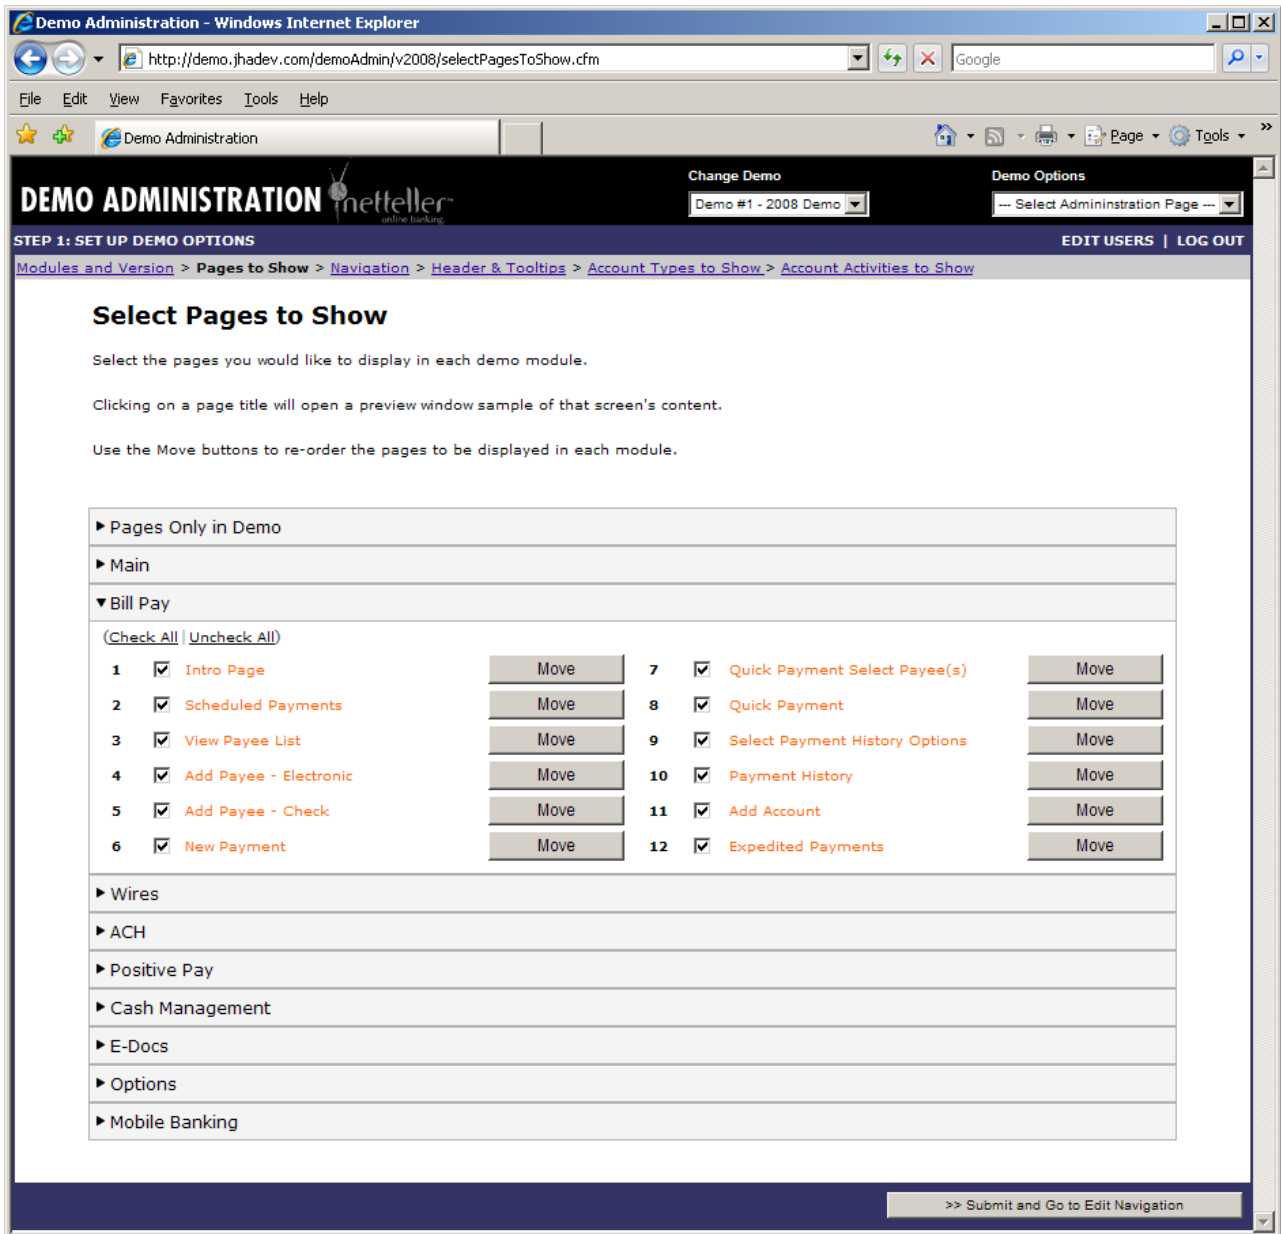 Demo Administration - Windows Internet Explorer
http://demo.jhadev.com/demoAdmin/v2008/selectPagesToShow.cfm
Google
File Edit View Favorites Tools Help
Demo Administration
Page Tools »
DEMO ADMINISTRATION netteller™
online banking
Change Demo
Demo #1 - 2008 Demo
Demo Options
--- Select Admininstration Page ---
STEP 1: SET UP DEMO OPTIONS
EDIT USERS | LOG OUT
Modules and Version > Pages to Show > Navigation > Header & Tooltips > Account Types to Show > Account Activities to Show
Select Pages to Show
Select the pages you would like to display in each demo module.
Clicking on a page title will open a preview window sample of that screen's content.
Use the Move buttons to re-order the pages to be displayed in each module.
Pages Only in Demo
Main
Bill Pay
(Check All | Uncheck All)
1 Intro Page Move
2 Scheduled Payments Move
3 View Payee List Move
4 Add Payee - Electronic Move
5 Add Payee - Check Move
6 New Payment Move
7 Quick Payment Select Payee(s) Move
8 Quick Payment Move
9 Select Payment History Options Move
10 Payment History Move
11 Add Account Move
12 Expedited Payments Move
Wires
ACH
Positive Pay
Cash Management
E-Docs
Options
Mobile Banking
>> Submit and Go to Edit Navigation